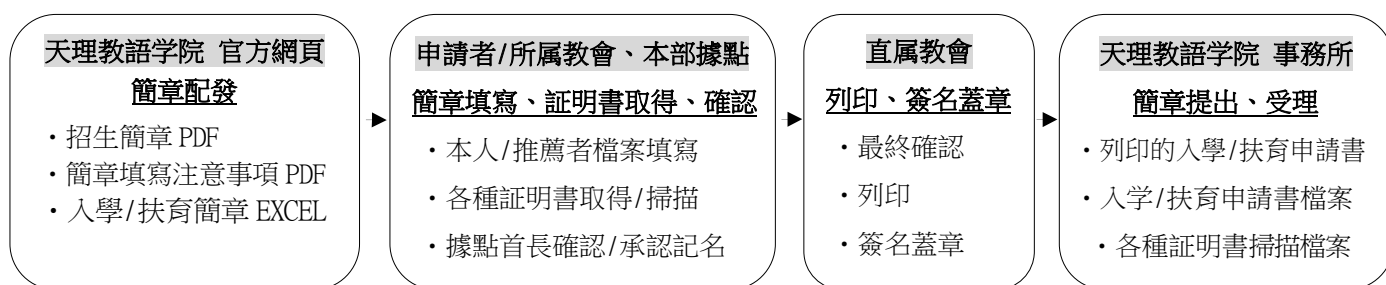 天理教語学院 官方網頁
簡章配發
・招生簡章 PDF
・簡章填寫注意事項 PDF
・入學/扶育簡章 EXCEL
申請者/所属教會、本部據點
簡章填寫、証明書取得、確認
・本人/推薦者檔案填寫
・各種証明書取得/掃描
・據點首長確認/承認記名
直属教會
列印、簽名蓋章
・最終確認
・列印
・簽名蓋章
天理教語学院 事務所
簡章提出、受理
・列印的入學/扶育申請書
・入学/扶育申請書檔案
・各種証明書掃描檔案